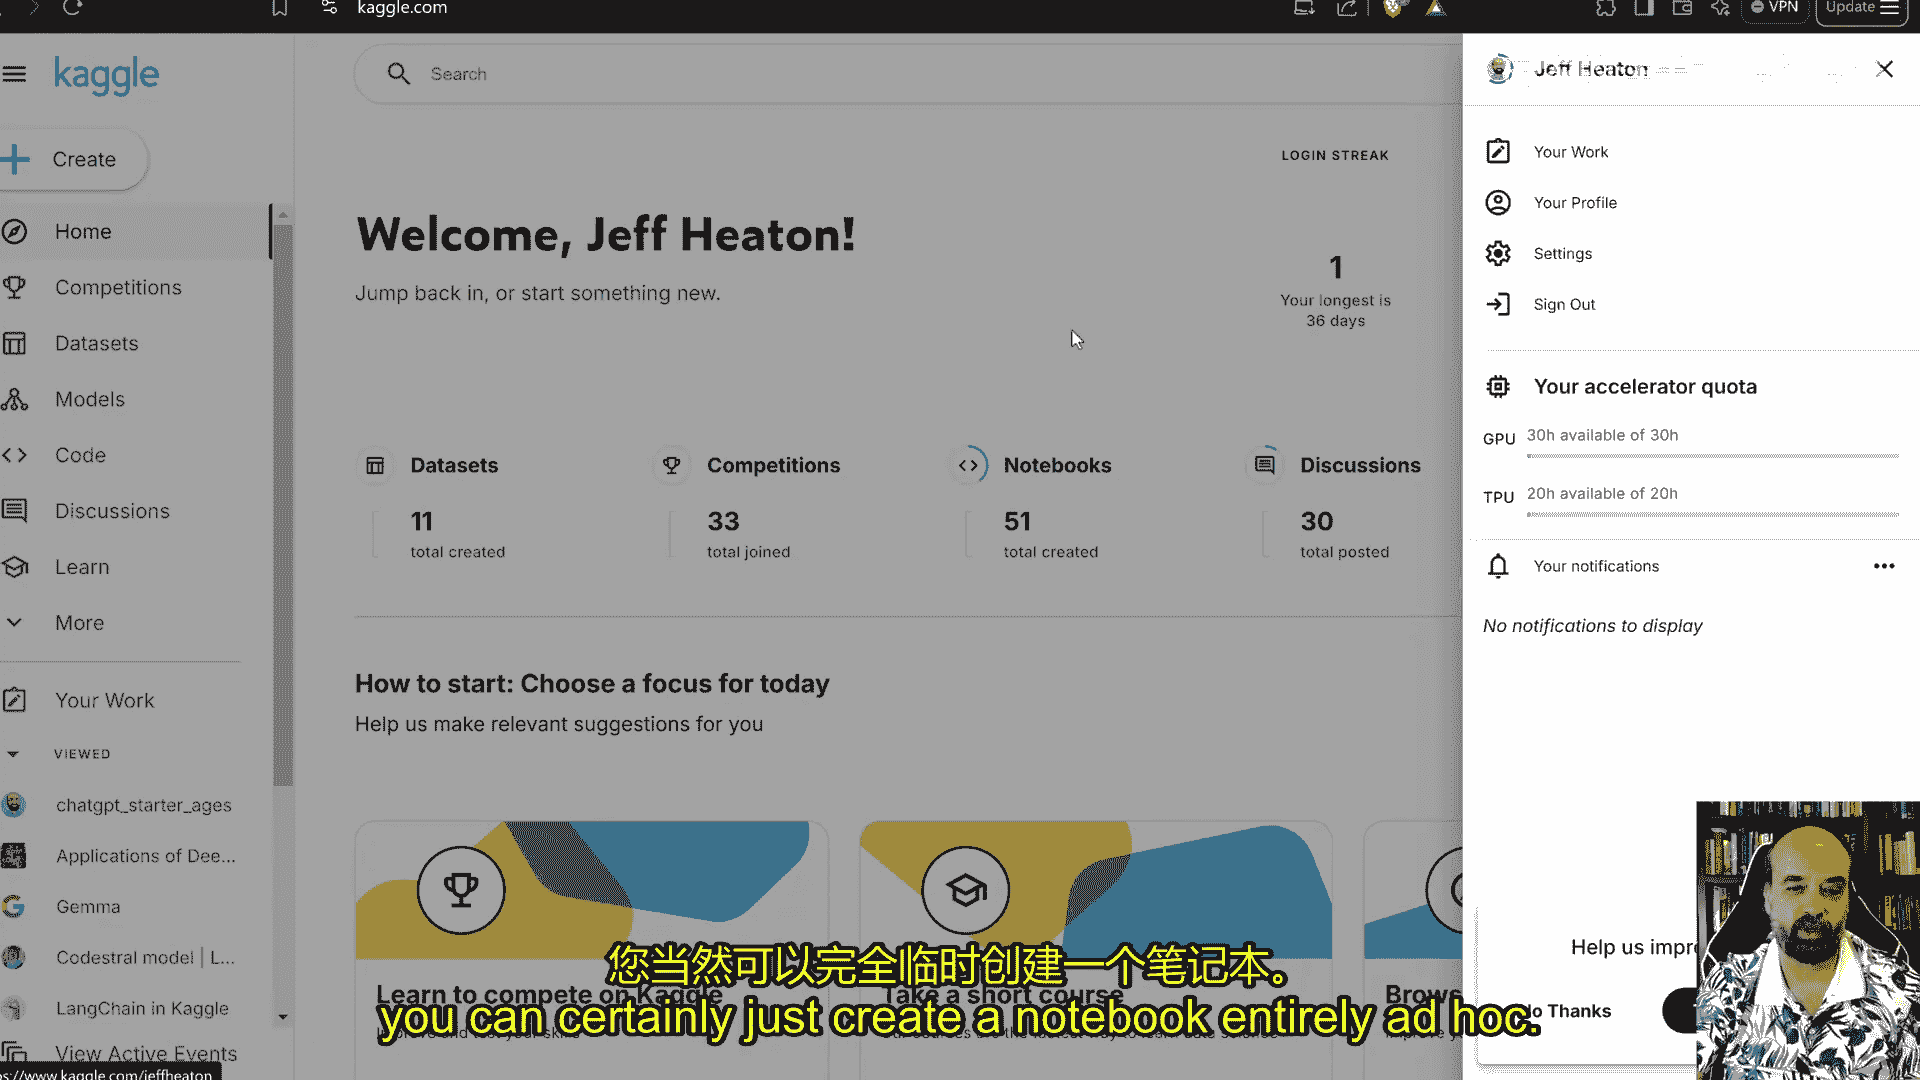 kaggle.com
VPN
Update
kaggle
Search
Jeff Heaton
Create
LOGIN STREAK
Your Work
Your Profile
Home
Welcome, Jeff Heaton!
Settings
Competitions
1
Jump back in, or start something new.
Your longest is
36 days
Sign Out
Datasets
Models
Your accelerator quota
GPU 30h available of 30h
Code
Datasets
Competitions
Notebooks
Discussions
TPU 20h available of 20h
Discussions
11
33
51
30
total created
total joined
total created
total posted
Learn
Your notifications
More
No notifications to display
How to start: Choose a focus for today
Your Work
Help us make relevant suggestions for you
VIEWED
chatgpt_starter_ages
Applications of Dee...
Gemma
Codestral model | L...
LangChain in Kaggle
View Active Events
Help us impro
Thanks
Learn to compete on Kaggle
Take a short course
Brows
您当然可以完全临时创建一个笔记本。
you can certainly just create a notebook entirely ad hoc.
ps://www.kaggle.com/jeffheaton